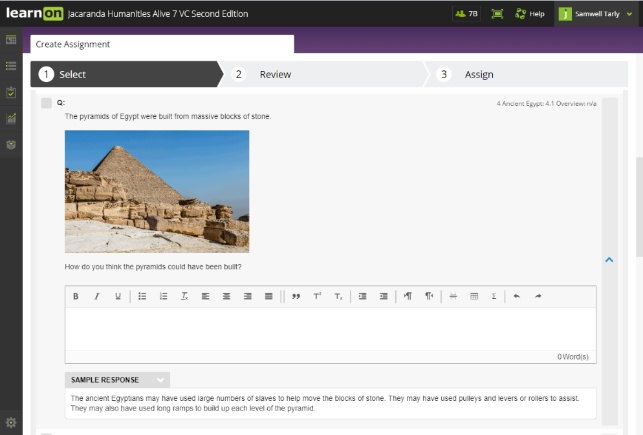 learnon Jacaranda Humanities Alive 7 VC Second Edition
7B
Help
j
Samwell Tarly
Create Assignment
1 Select
2 Review
3 Assign
Q:
4 Ancient Egypt: 4.1 Overview: n/a
The pyramids of Egypt were built from massive blocks of stone.
How do you think the pyramids could have been built?
B I U
0 Word(s)
SAMPLE RESPONSE
The ancient Egyptians may have used large numbers of slaves to help move the blocks of stone. They may have used pulleys and levers or rollers to assist.
They may also have used long ramps to build up each level of the pyramid.